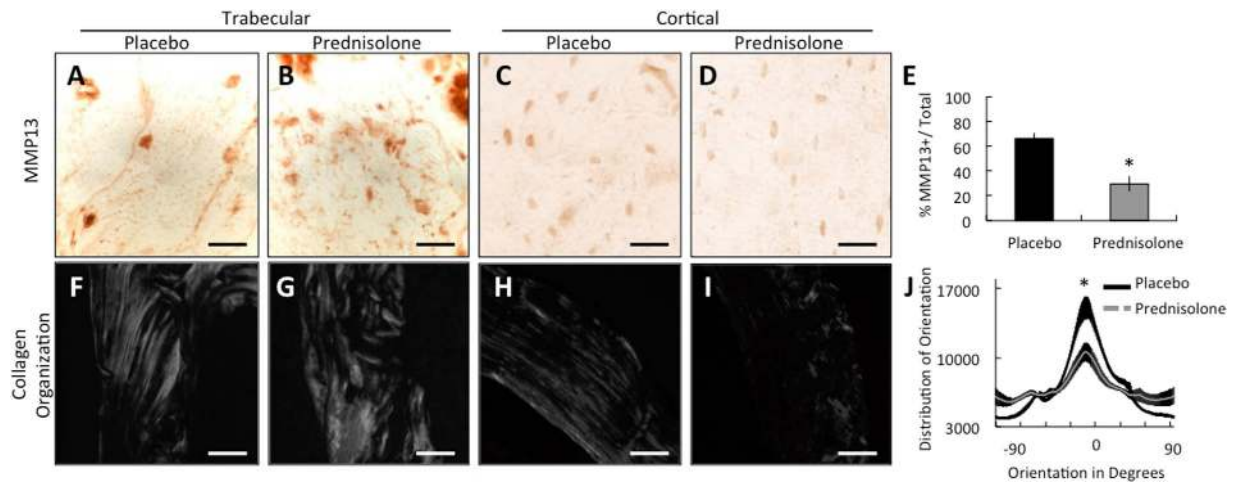 Trabecular Cortical
Placebo Prednisolone Placebo Prednisolone
A B C D E
MMP13
% MMP13+/ Total
100
80
60
40
20
0
*
Placebo Prednisolone
F G H I J
Collagen
Organization
Distribution of Orientation
17000
10000
3000
*
Placebo
Prednisolone
-90 0 90
Orientation in Degrees